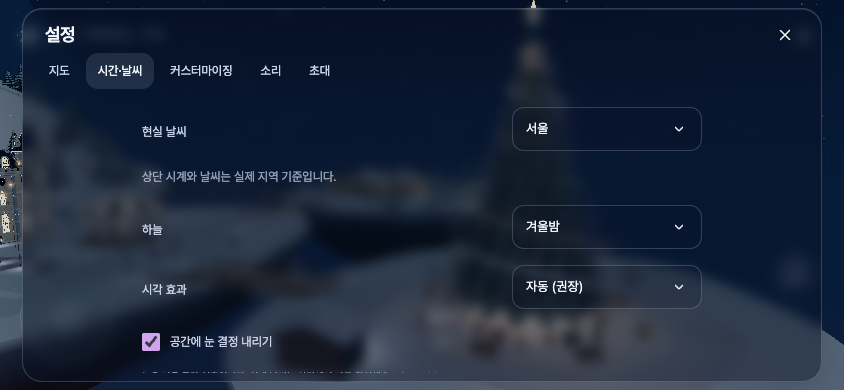 설정
지도
시간·날씨
커스터마이징
소리
초대
현실 날씨
서울
상단 시계와 날씨는 실제 지역 기준입니다.
하늘
겨울밤
시각 효과
자동 (권장)
공간에 눈 결정 내리기